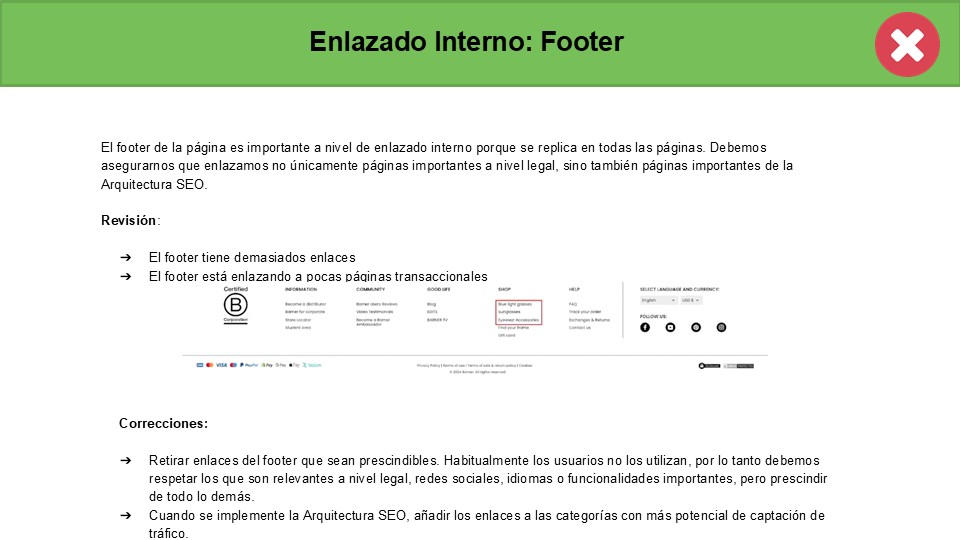 Enlazado Interno: Footer
El footer de la página es importante a nivel de enlazado interno porque se replica en todas las páginas. Debemos
asegurarnos que enlazamos no únicamente páginas importantes a nivel legal, sino también páginas importantes de la
Arquitectura SEO.
Revisión:
➔ El footer tiene demasiados enlaces
➔ El footer está enlazando a pocas páginas transaccionales
Certified
B
Corporation
INFORMATION
Become a distributor
Barner for corporate
Store Locator
Student Area
COMMUNITY
Barner Users Reviews
Video Testimonials
Become a Barner
Ambassador
GOOD LIFE
Blog
EDITS
BARNER TV
SHOP
Blue light glasses
Sunglasses
Eyewear Accessories
Find your frame
Gift card
HELP
FAQ
Track your order
Exchanges & Returns
Contact us
SELECT LANGUAGE AND CURRENCY:
English USD $
FOLLOW US:
VISA PayPal Pay Pay Pay
Privacy Policy | Terms of use | Terms of sale & return policy | Cookies
© 2024 Barner. All rights reserved.
Correcciones:
➔ Retirar enlaces del footer que sean prescindibles. Habitualmente los usuarios no los utilizan, por lo tanto debemos
respetar los que son relevantes a nivel legal, redes sociales, idiomas o funcionalidades importantes, pero prescindir
de todo lo demás.
➔ Cuando se implemente la Arquitectura SEO, añadir los enlaces a las categorías con más potencial de captación de
tráfico.